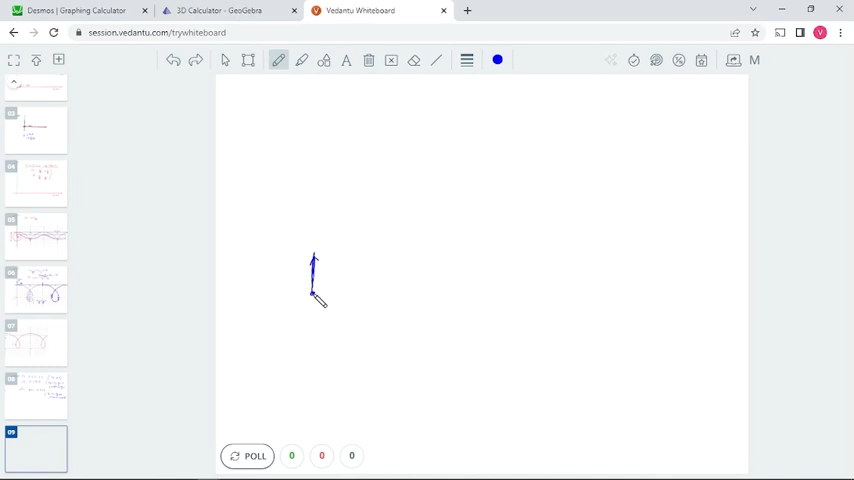 Desmos | Graphing Calculator
3D Calculator - GeoGebra
Vedantu Whiteboard
session.vedantu.com/trywhiteboard
V
A
M
03
04
05
06
07
08
09
POLL
0
0
0